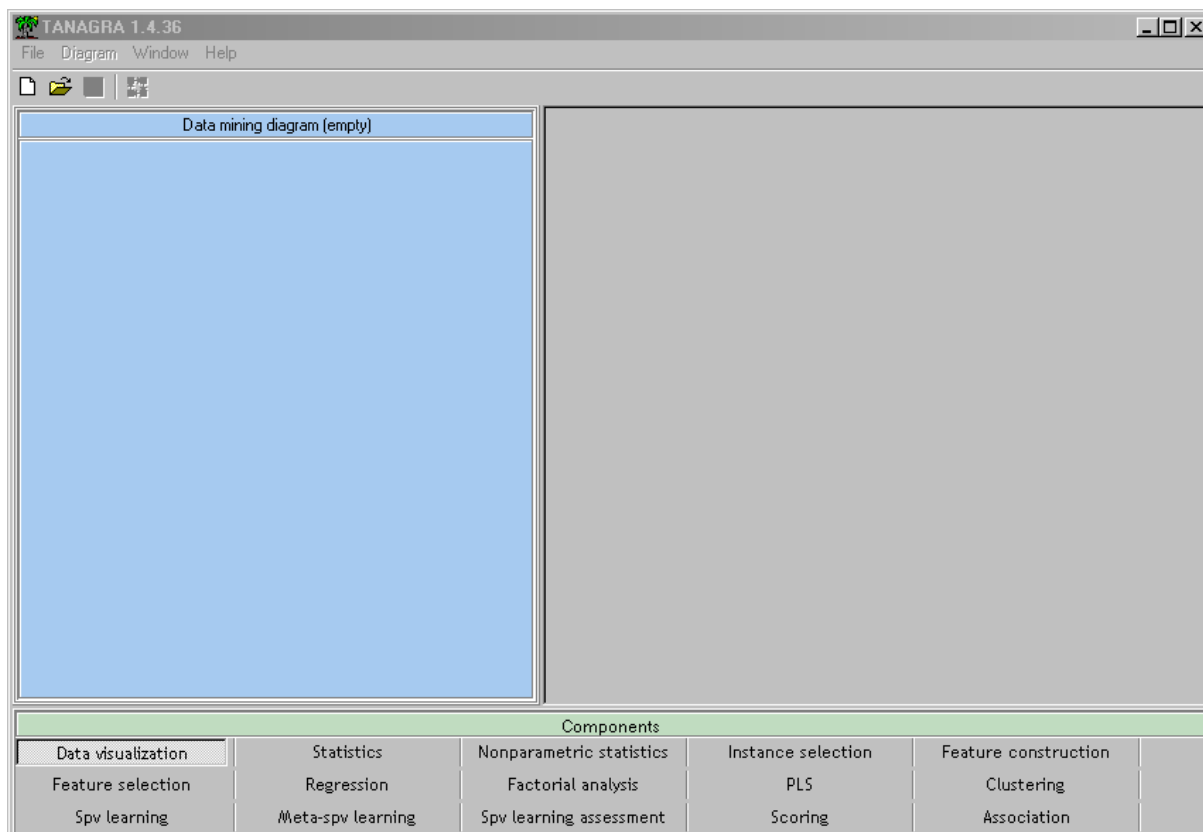 TANAGRA 1.4.36
File Diagram Window Help
Data mining diagram (empty)
Components
Data visualization Statistics Nonparametric statistics Instance selection Feature construction
Feature selection Regression Factorial analysis PLS Clustering
Spv learning Meta-spv learning Spv learning assessment Scoring Association